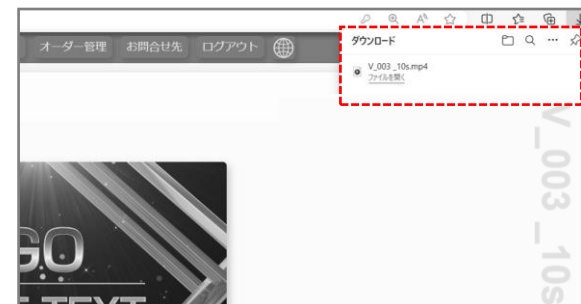 オーダー管理 お問合せ先 ログアウト
ダウンロード
V_003 _10s.mp4
ファイルを開く
V_003 _10s
GO
TEXT